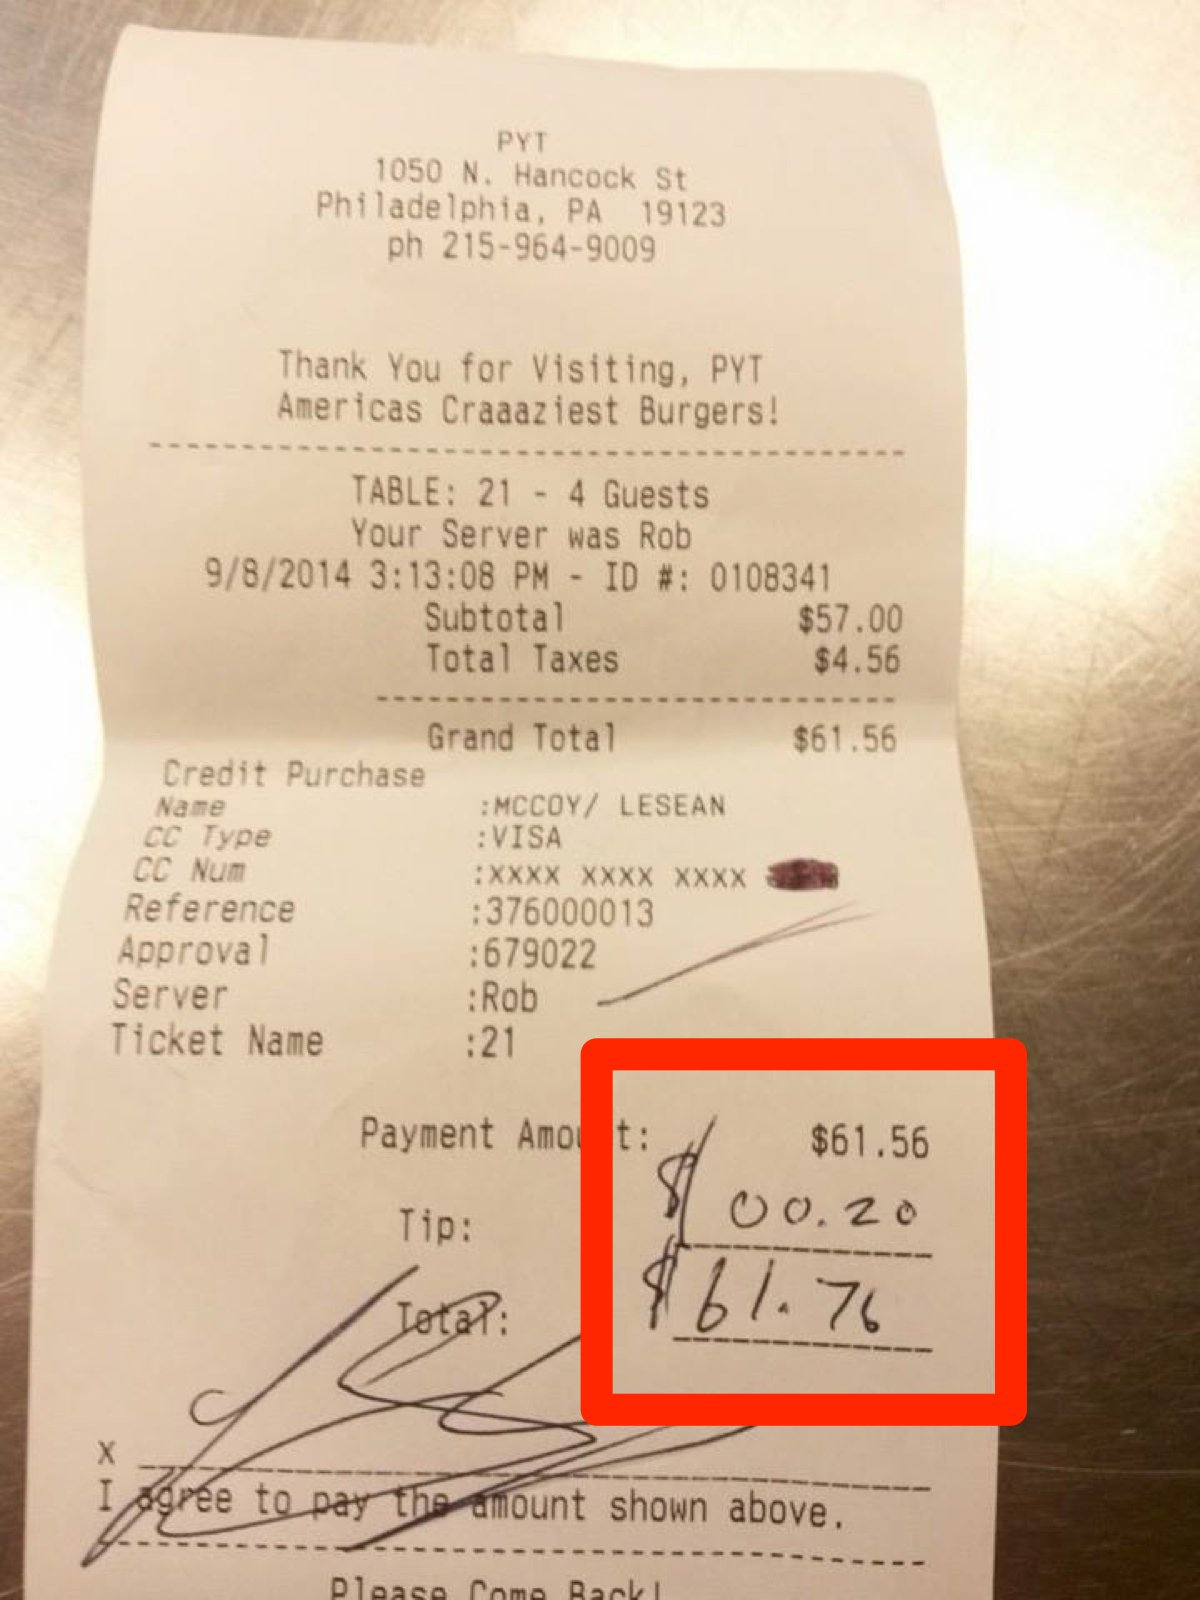 PYT
1050 N. Hancock St
Philadelphia, PA 19123
ph 215-964-9009
Thank You for Visiting, PYT
Americas Craaaziest Burgers!
TABLE: 21 - 4 Guests
Your Server was Rob
9/8/2014 3:13:08 PM - ID #: 0108341
Subtotal $57.00
Total Taxes $4.56
Grand Total $61.56
Credit Purchase
Name :MCCOY/ LESEAN
CC Type :VISA
CC Num :XXXX XXXX XXXX
Reference :376000013
Approval :679022
Server :Rob
Ticket Name :21
Payment Amount: $61.56
Tip: $ 00.20
Total: $ 61.76
X
I agree to pay the amount shown above.
Please Come Back!